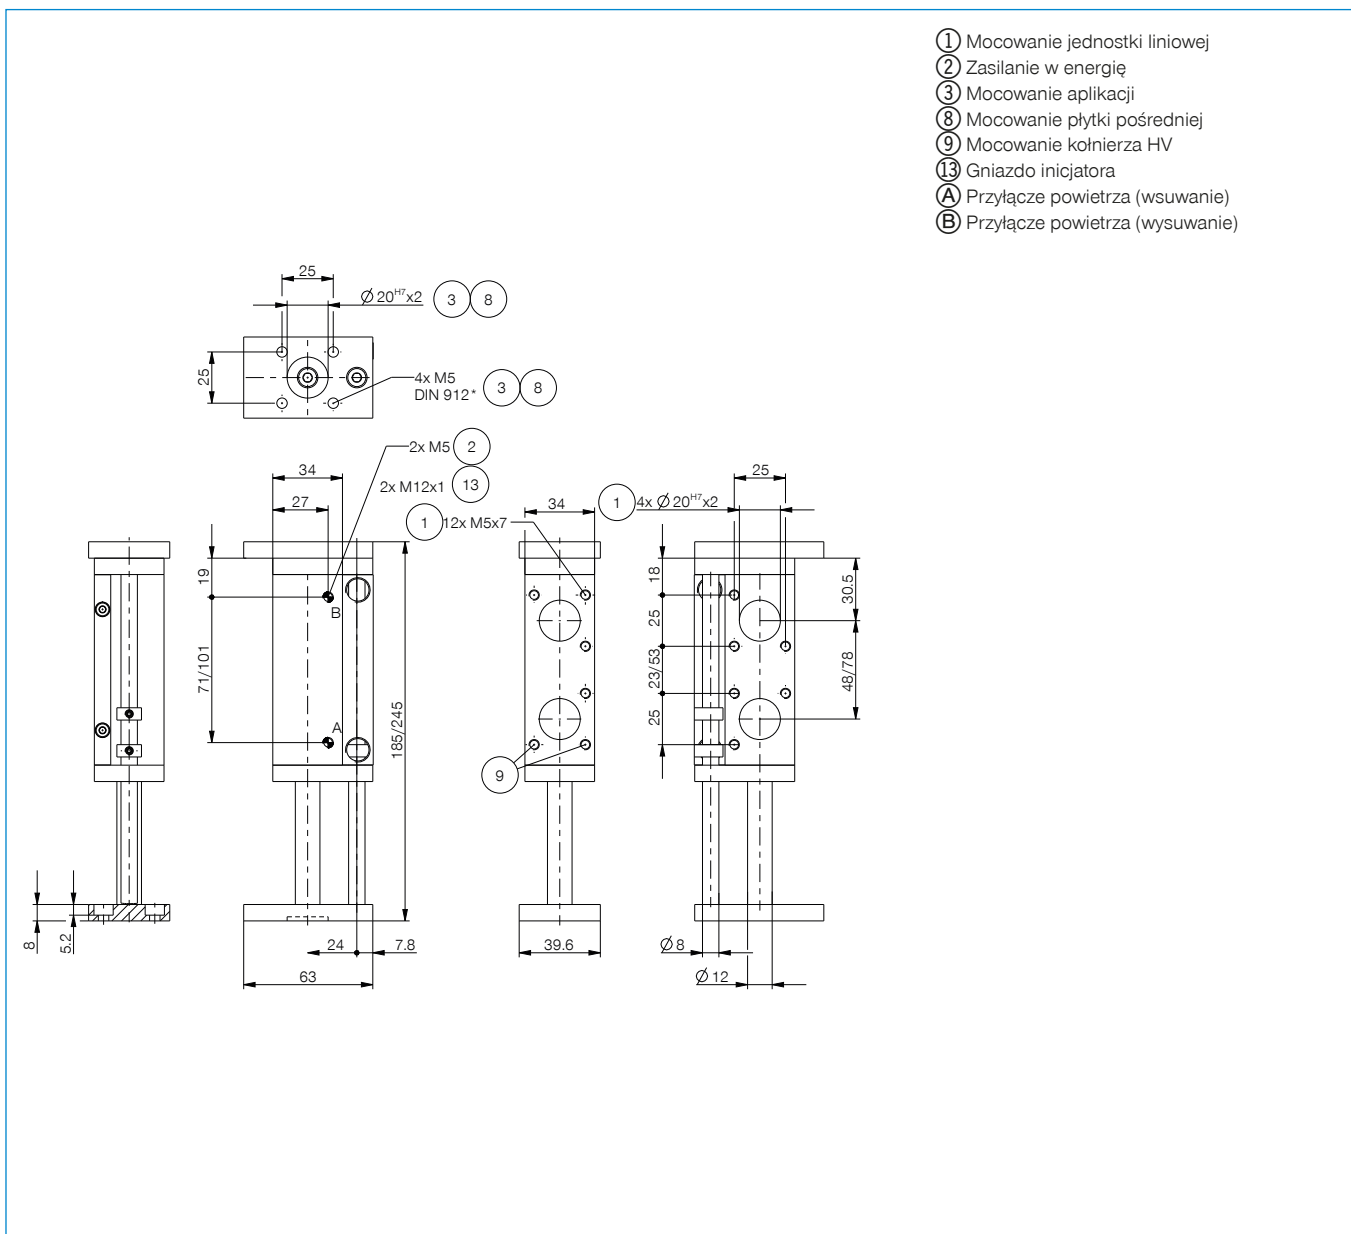 ① Mocowanie jednostki liniowej
② Zasilanie w energię
③ Mocowanie aplikacji
⑧ Mocowanie płytki pośredniej
⑨ Mocowanie kołnierza HV
⑬ Gniazdo inicjatora
Ⓐ Przyłącze powietrza (wsuwanie)
Ⓑ Przyłącze powietrza (wysuwanie)
25
Ø 20H7x2 3 8
25
4x M5
DIN 912* 3 8
2x M5 2
34
2x M12x1 13
27
1 12x M5x7
34
1 4x Ø 20H7x2
25
19
B
71/101
A
185/245
9
18
25
23/53
25
30.5
48/78
8
5.2
24
7.8
63
39.6
Ø 8
Ø 12